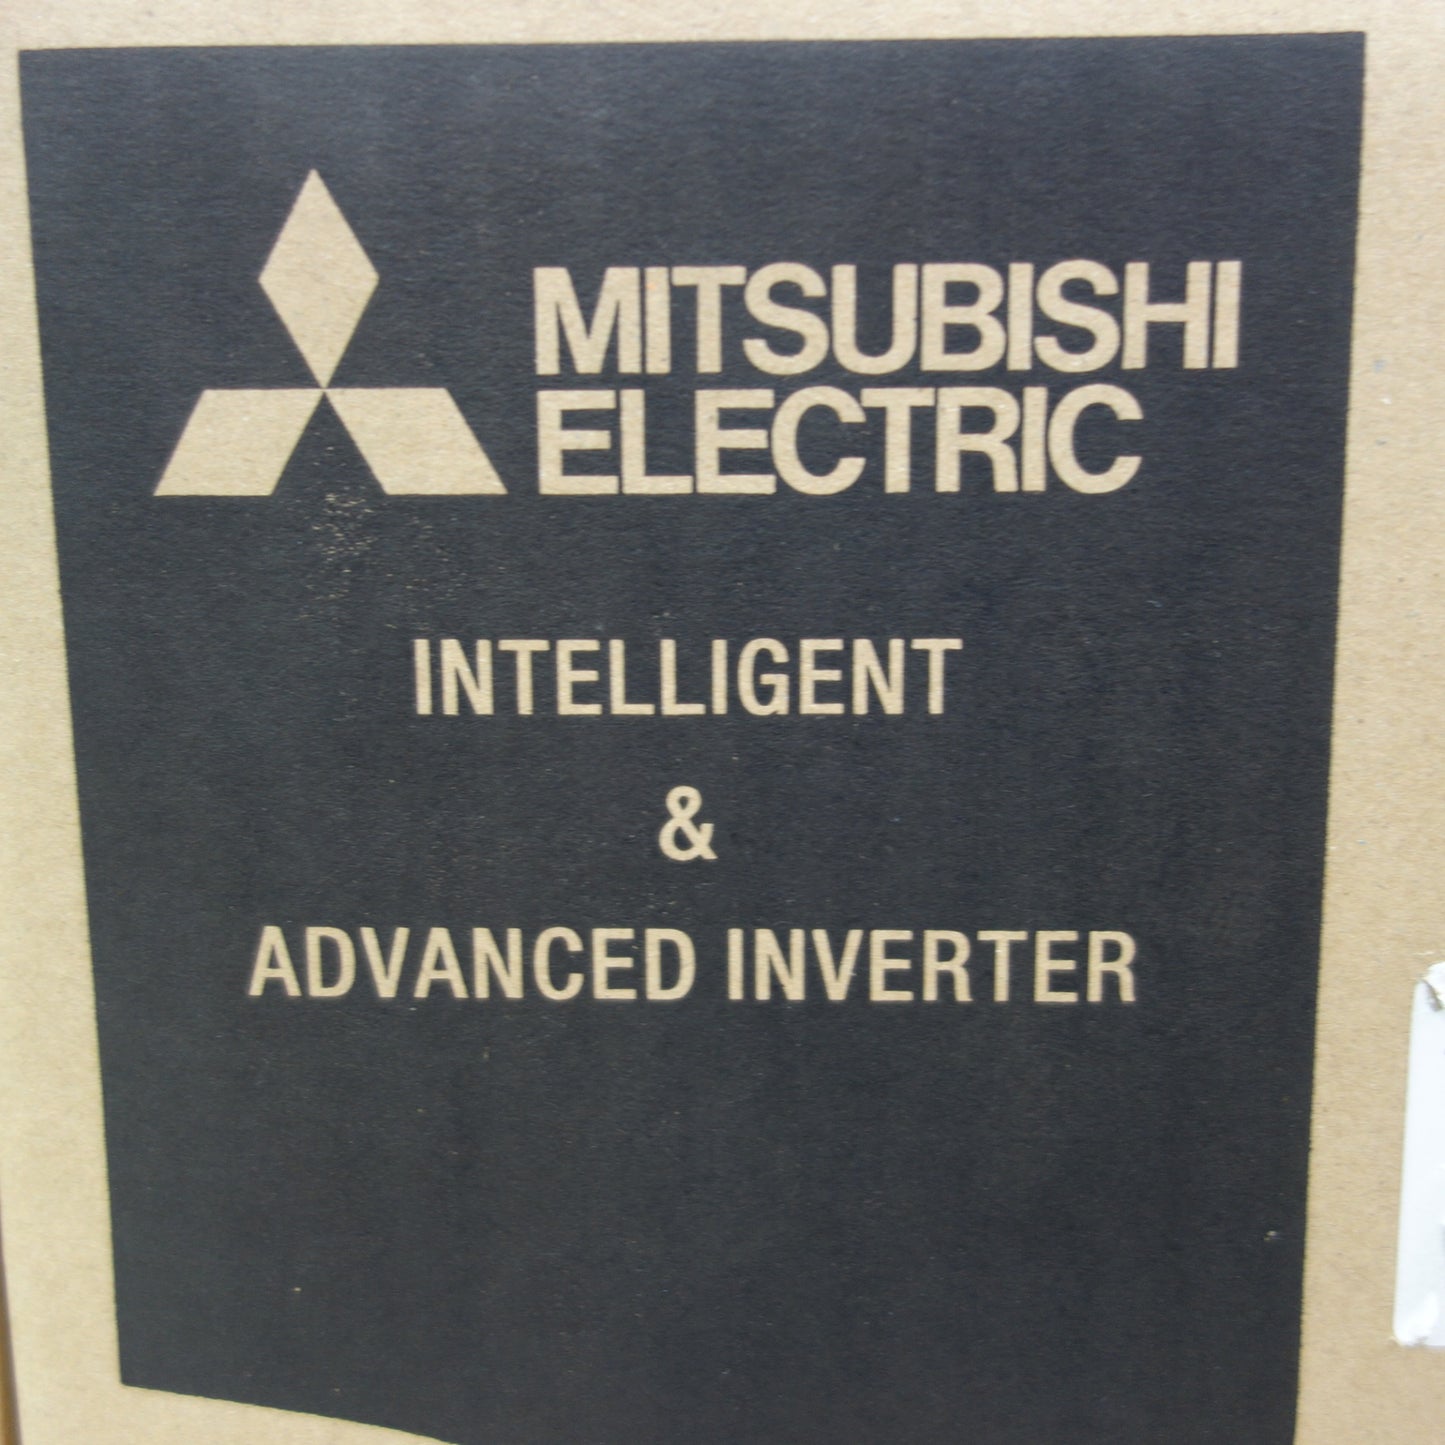 MITSUBISHI
ELECTRIC
INTELLIGENT
&
ADVANCED INVERTER